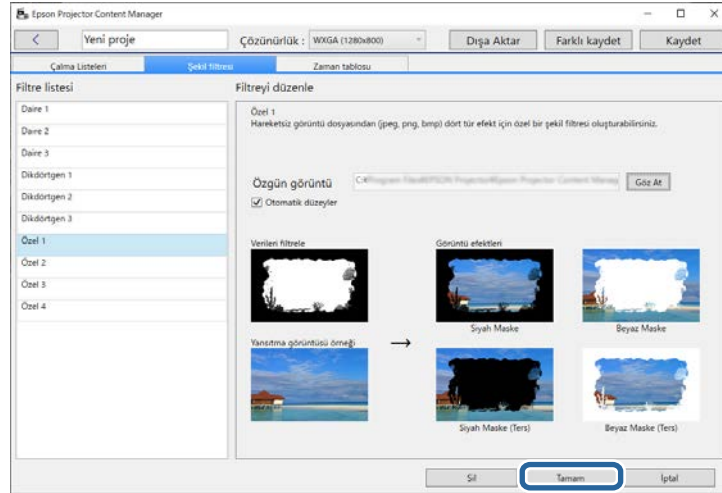 Epson Projector Content Manager
Yeni proje
Çözünürlük : WXGA (1280x800)
Dışa Aktar
Farklı kaydet
Kaydet
Çalma Listeleri
Şekil filtresi
Zaman tablosu
Filtre listesi
Daire 1
Daire 2
Daire 3
Dikdörtgen 1
Dikdörtgen 2
Dikdörtgen 3
Özel 1
Özel 2
Özel 3
Özel 4
Filtreyi düzenle
Özel 1
Hareketsiz görüntü dosyasından (jpeg, png, bmp) dört tür efekt için özel bir şekil filtresi oluşturabilirsiniz.
Özgün görüntü
Göz At
Otomatik düzeyler
Verileri filtrele
Görüntü efektleri
Siyah Maske
Beyaz Maske
Yansıtma görüntüsü örneği
→
Siyah Maske (Ters)
Beyaz Maske (Ters)
Sil
Tamam
İptal